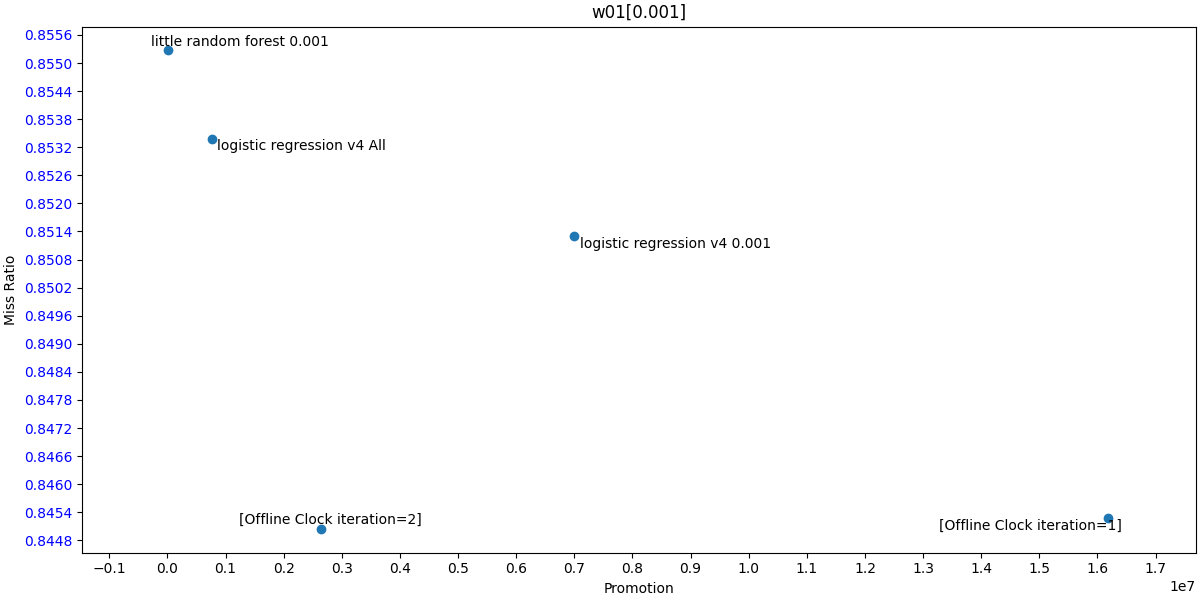 w01[0.001]
0.8556
0.8550
0.8544
0.8538
0.8532
0.8526
0.8520
0.8514
0.8508
0.8502
0.8496
0.8490
0.8484
0.8478
0.8472
0.8466
0.8460
0.8454
0.8448
Miss Ratio
little random forest 0.001
logistic regression v4 All
logistic regression v4 0.001
[Offline Clock iteration=2]
[Offline Clock iteration=1]
−0.1 0.0 0.1 0.2 0.3 0.4 0.5 0.6 0.7 0.8 0.9 1.0 1.1 1.2 1.3 1.4 1.5 1.6 1.7
1e7
Promotion